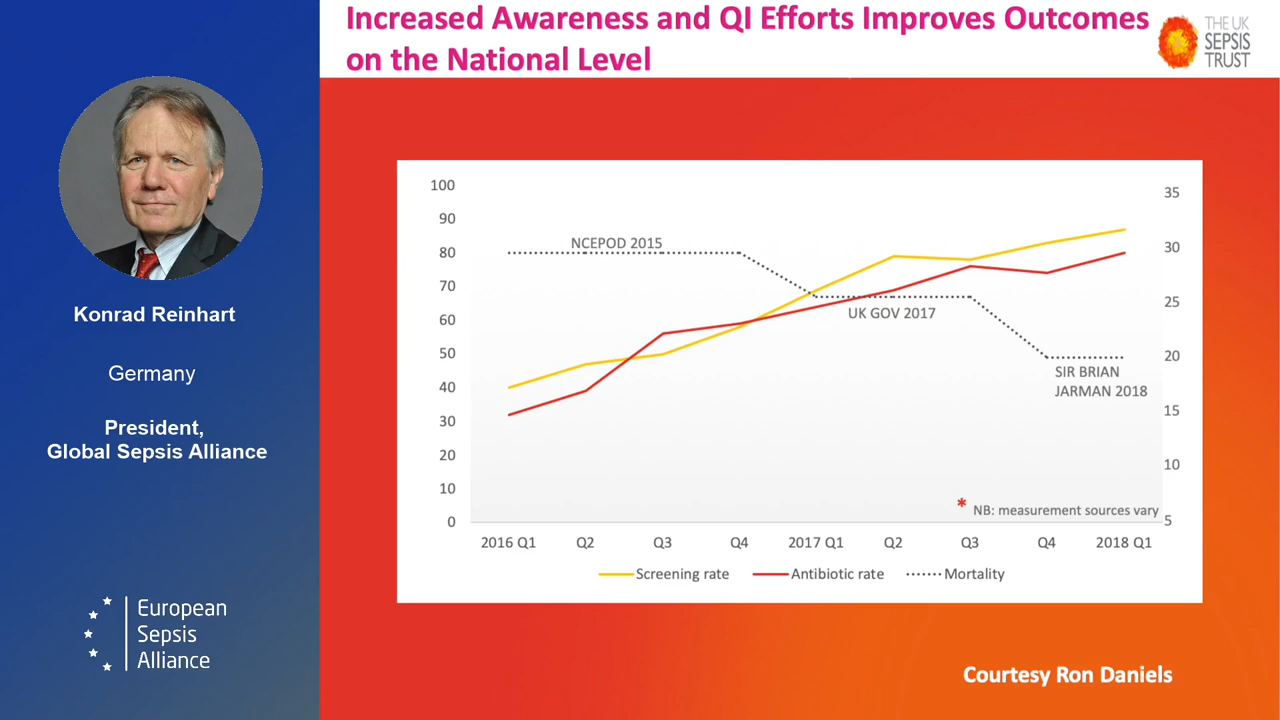 Increased Awareness and QI Efforts Improves Outcomes
on the National Level
THE UK
SEPSIS
TRUST
Konrad Reinhart
Germany
President,
Global Sepsis Alliance
European
Sepsis
Alliance
100
90
80
70
60
50
40
30
20
10
0
35
30
25
20
15
10
5
NCEPOD 2015
UK GOV 2017
SIR BRIAN
JARMAN 2018
* NB: measurement sources vary
2016 Q1 Q2 Q3 Q4 2017 Q1 Q2 Q3 Q4 2018 Q1
Screening rate Antibiotic rate Mortality
Courtesy Ron Daniels